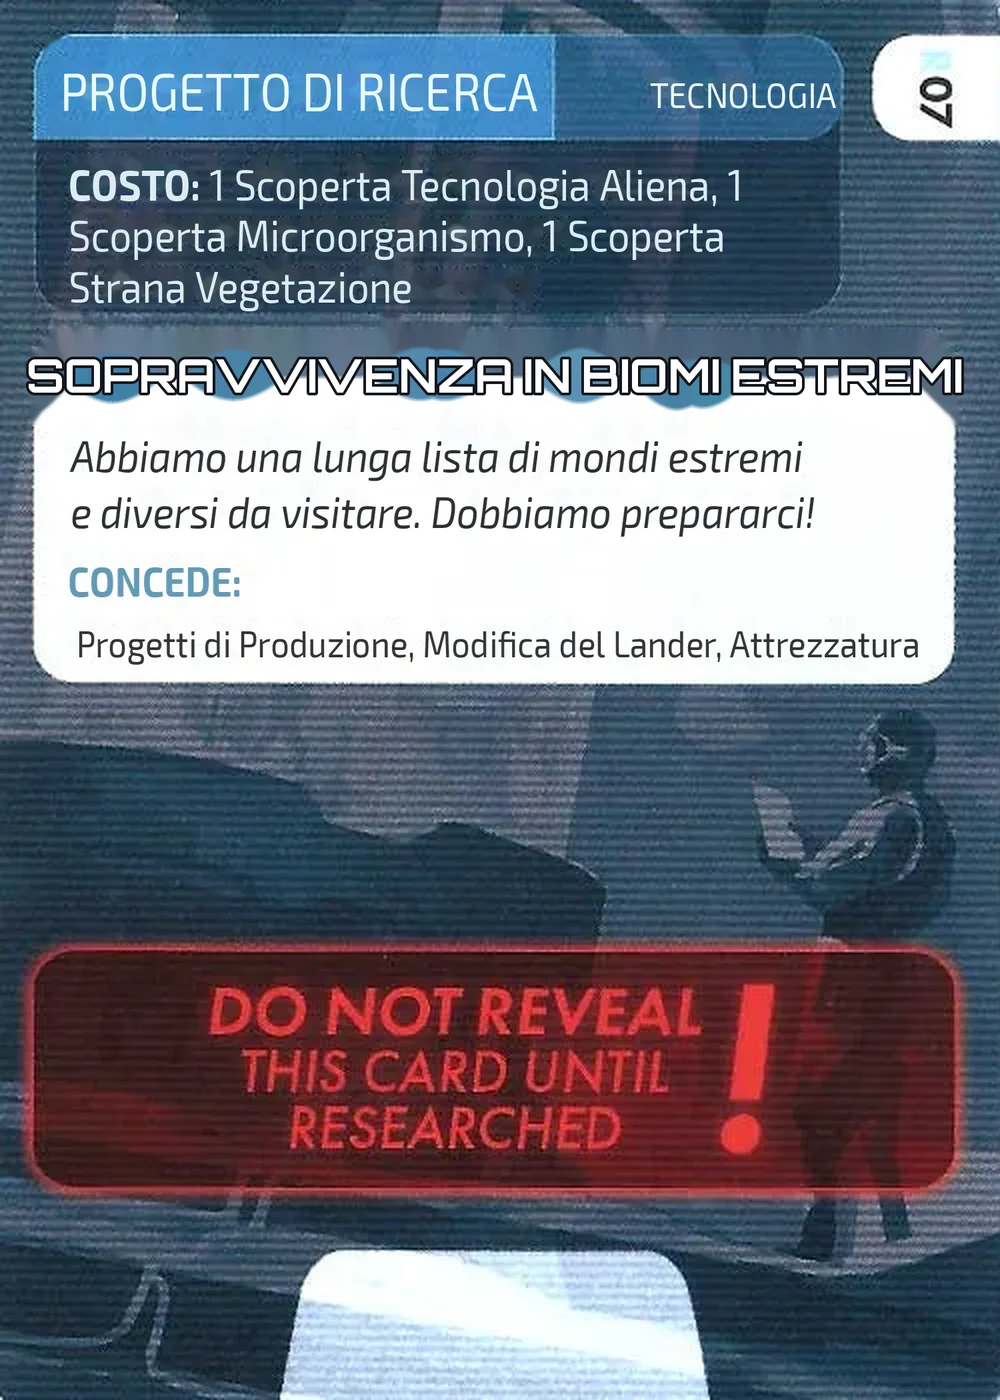 PROGETTO DI RICERCA
TECNOLOGIA
07
COSTO: 1 Scoperta Tecnologia Aliena, 1
Scoperta Microorganismo, 1 Scoperta
Strana Vegetazione
SOPRAVVIVENZA IN BIOMI ESTREMI
Abbiamo una lunga lista di mondi estremi
e diversi da visitare. Dobbiamo prepararci!
CONCEDE:
Progetti di Produzione, Modifica del Lander, Attrezzatura
DO NOT REVEAL
THIS CARD UNTIL
RESEARCHED
!